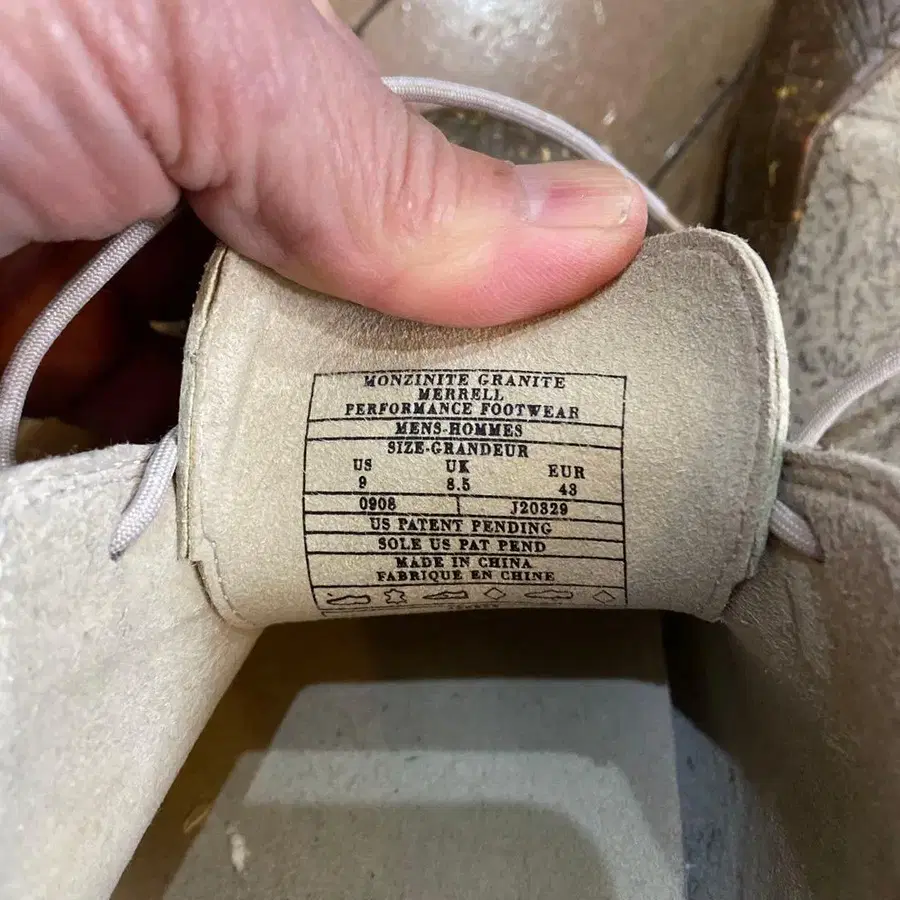 MONZINITE GRANITE
MERRELL
PERFORMANCE FOOTWEAR
MENS-HOMMES
SIZE-GRANDEUR
US UK EUR
9 8.5 43
0908 J20329
US PATENT PENDING
SOLE US PAT PEND
MADE IN CHINA
FABRIQUE EN CHINE